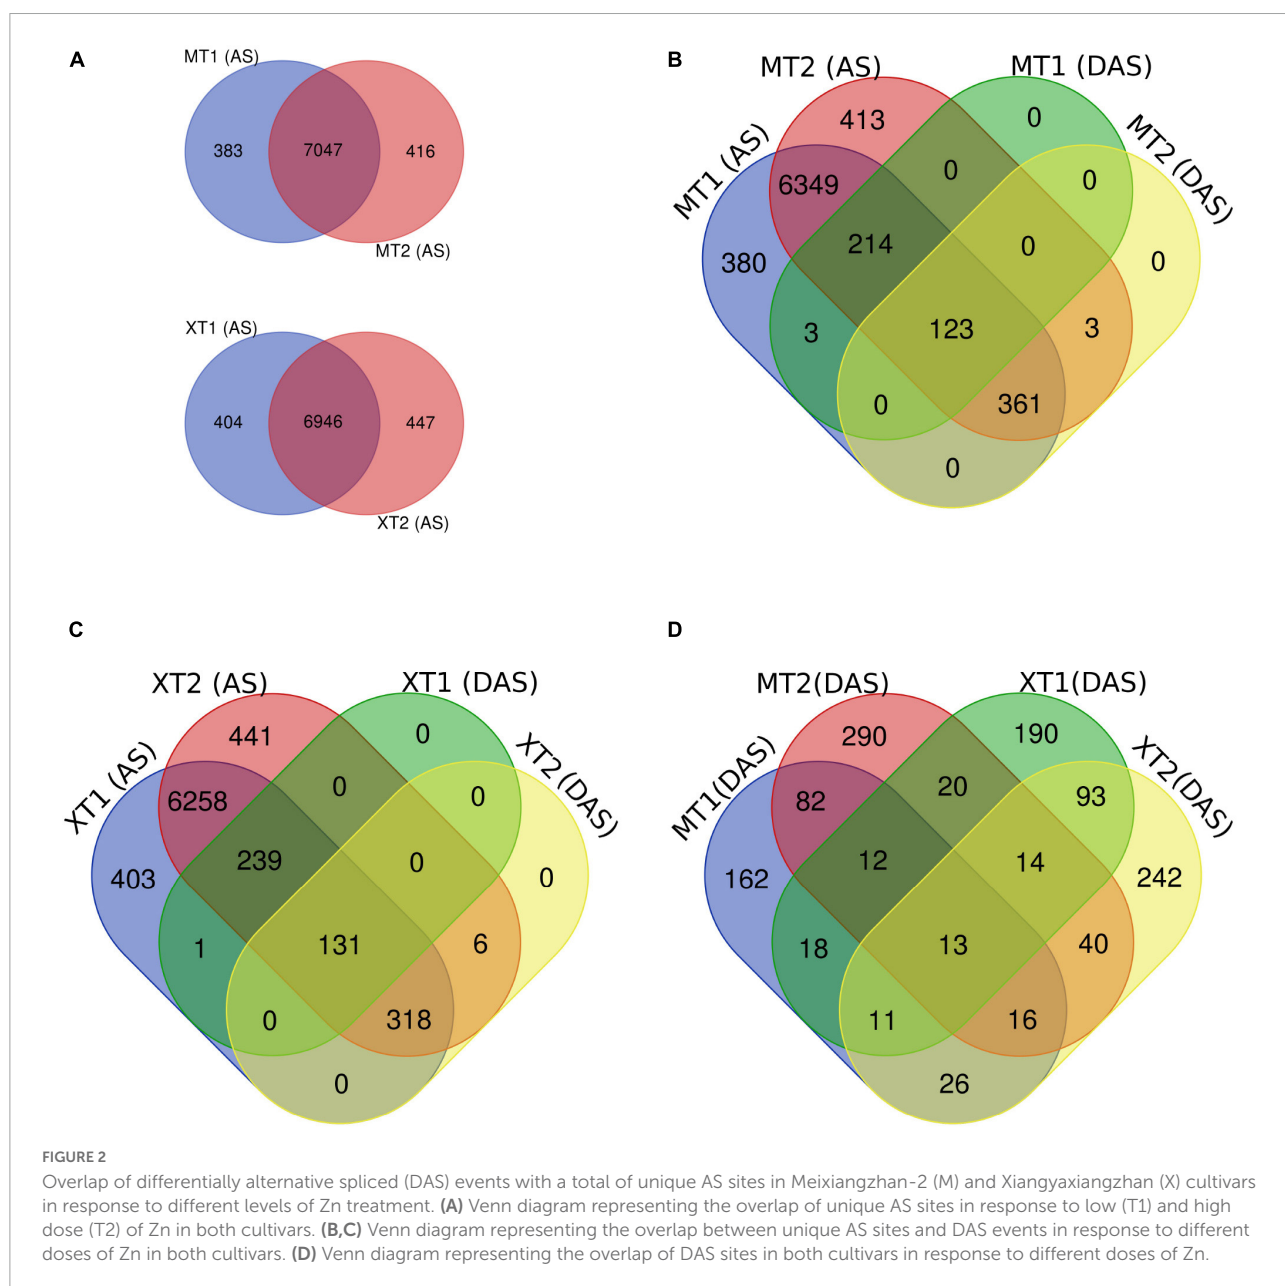 A
MT1 (AS)
383
7047
416
MT2 (AS)
XT1 (AS)
404
6946
447
XT2 (AS)
B
MT2 (AS)
MT1 (DAS)
MT1 (AS)
MT2 (DAS)
413
0
6349
0
0
214
0
380
0
3
123
3
0
361
0
C
XT2 (AS)
XT1 (DAS)
XT1 (AS)
XT2 (DAS)
441
0
6258
0
0
239
0
403
0
1
131
6
0
318
0
D
MT2(DAS)
XT1(DAS)
MT1(DAS)
XT2(DAS)
290
190
82
20
93
12
14
162
242
18
13
40
11
16
26
FIGURE 2
Overlap of differentially alternative spliced (DAS) events with a total of unique AS sites in Meixiangzhan-2 (M) and Xiangyaxiangzhan (X) cultivars
in response to different levels of Zn treatment. (A) Venn diagram representing the overlap of unique AS sites in response to low (T1) and high
dose (T2) of Zn in both cultivars. (B,C) Venn diagram representing the overlap between unique AS sites and DAS events in response to different
doses of Zn in both cultivars. (D) Venn diagram representing the overlap of DAS sites in both cultivars in response to different doses of Zn.